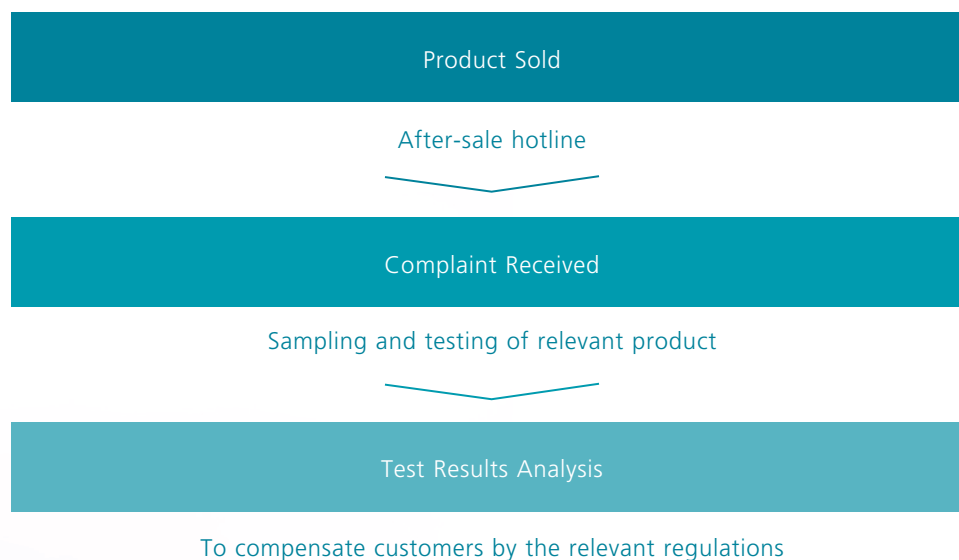 Product Sold
After-sale hotline
Complaint Received
Sampling and testing of relevant product
Test Results Analysis
To compensate customers by the relevant regulations